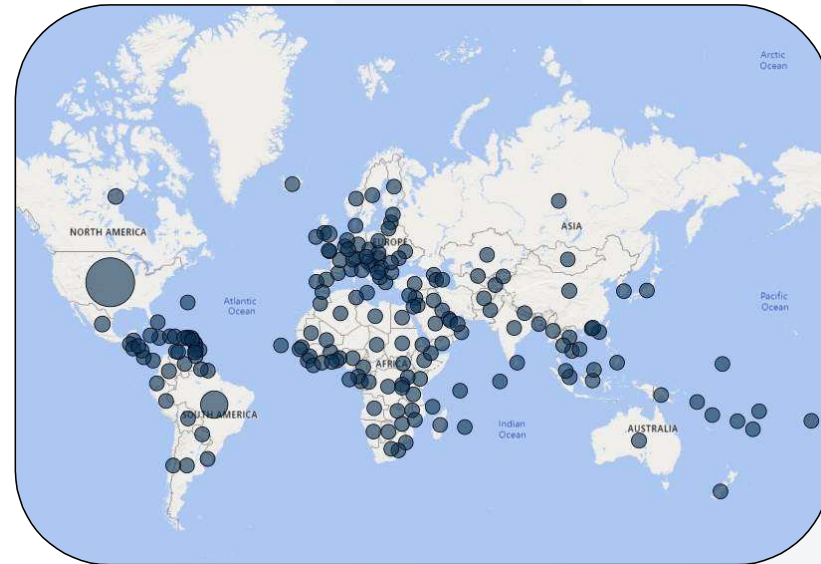 Arctic
Ocean
NORTH AMERICA
ASIA
EUROPE
Atlantic
Ocean
Pacific
Ocean
AFRICA
SOUTH AMERICA
Indian
Ocean
AUSTRALIA